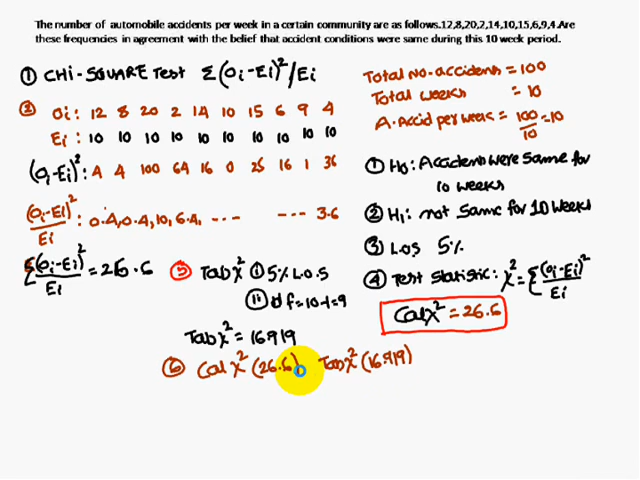 The number of automobile accidents per week in a certain community are as follows.12,8,20,2,14,10,15,6,9,4.Are
these frequencies in agreement with the belief that accident conditions were same during this 10 week period.
① CHi-SQUARE Test Σ(Oi-Ei)²/Ei
② Oi: 12 8 20 2 14 10 15 6 9 4
Ei: 10 10 10 10 10 10 10 10 10 10
(Oi-Ei)²: 4 4 100 64 16 0 25 16 1 36
(Oi-Ei)²/Ei : 0.4, 0.4, 10, 6.4, ... --- 3.6
Σ(Oi-Ei)²/Ei = 26.6
⑤ Tab χ² ① 5% L.O.S
ⓘⓘ df=10-1=9
Tab χ² = 16.919
⑥ Cal χ² (26.6) Tab χ² (16.919)
Total No. accidents = 100
Total weeks = 10
A. Accid per week = 100/10 = 10
① H₀: Accidents were Same for
10 weeks
② H₁: not Same for 10 weeks
③ LOS 5%
④ Test Statistic: χ² = Σ(Oi-Ei)²/Ei
Cal χ² = 26.6